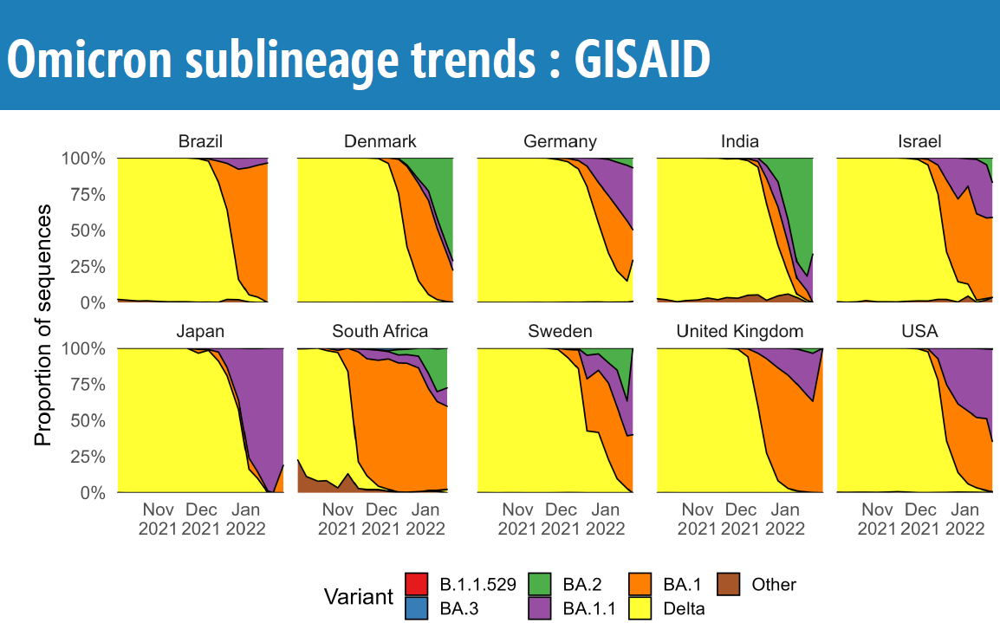 Omicron sublineage trends : GISAID
Proportion of sequences
Brazil Denmark Germany India Israel
100%
75%
50%
25%
0%
Japan South Africa Sweden United Kingdom USA
100%
75%
50%
25%
0%
Nov Dec Jan Nov Dec Jan Nov Dec Jan Nov Dec Jan Nov Dec Jan
2021 2021 2022 2021 2021 2022 2021 2021 2022 2021 2021 2022 2021 2021 2022
Variant
B.1.1.529 BA.2 BA.1 Other
BA.3 BA.1.1 Delta